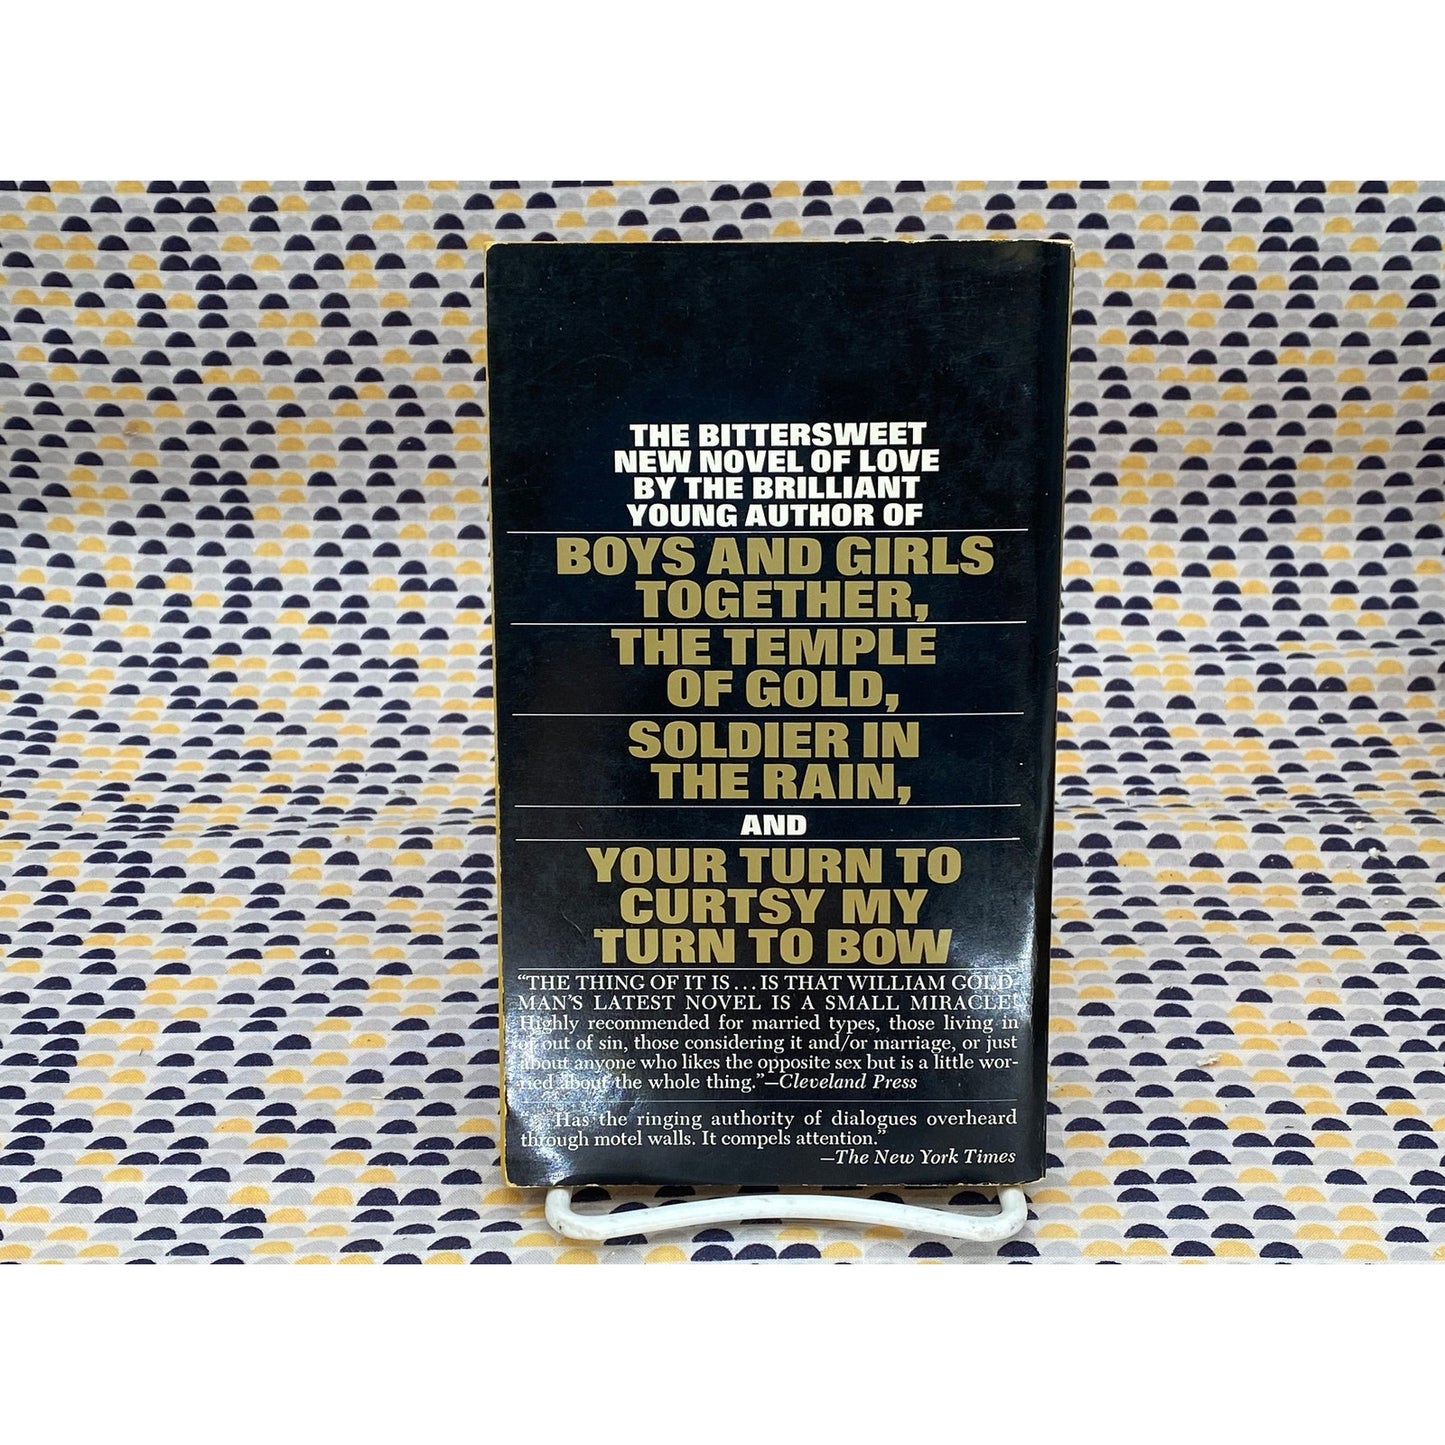 THE BITTERSWEET
NEW NOVEL OF LOVE
BY THE BRILLIANT
YOUNG AUTHOR OF
BOYS AND GIRLS
TOGETHER,
THE TEMPLE
OF GOLD,
SOLDIER IN
THE RAIN,
AND
YOUR TURN TO
CURTSY MY
TURN TO BOW
“THE THING OF IT IS...IS THAT WILLIAM GOLD-
MAN’S LATEST NOVEL IS A SMALL MIRACLE!
Highly recommended for married types, those living in
or out of sin, those considering it and/or marriage, or just
about anyone who likes the opposite sex but is a little wor-
ried about the whole thing.”—Cleveland Press
“Has the ringing authority of dialogues overheard
through motel walls. It compels attention.”
—The New York Times